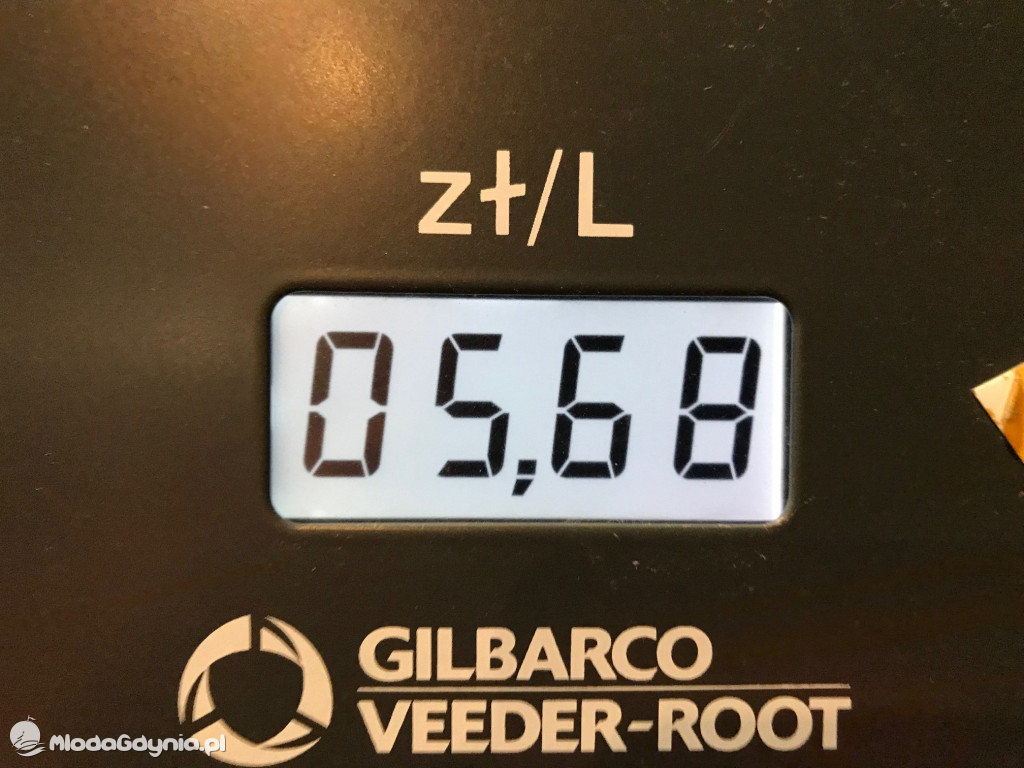 zł/L
05,68
GILBARCO
VEEDER-ROOT
MlodaGdynia.pl